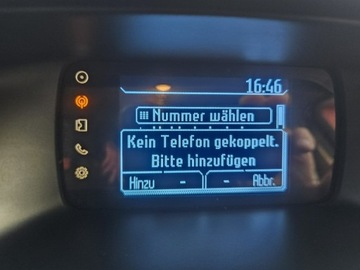 16:46
Nummer wählen
Kein Telefon gekoppelt.
Bitte hinzufügen
Hinzu - - Abbr.